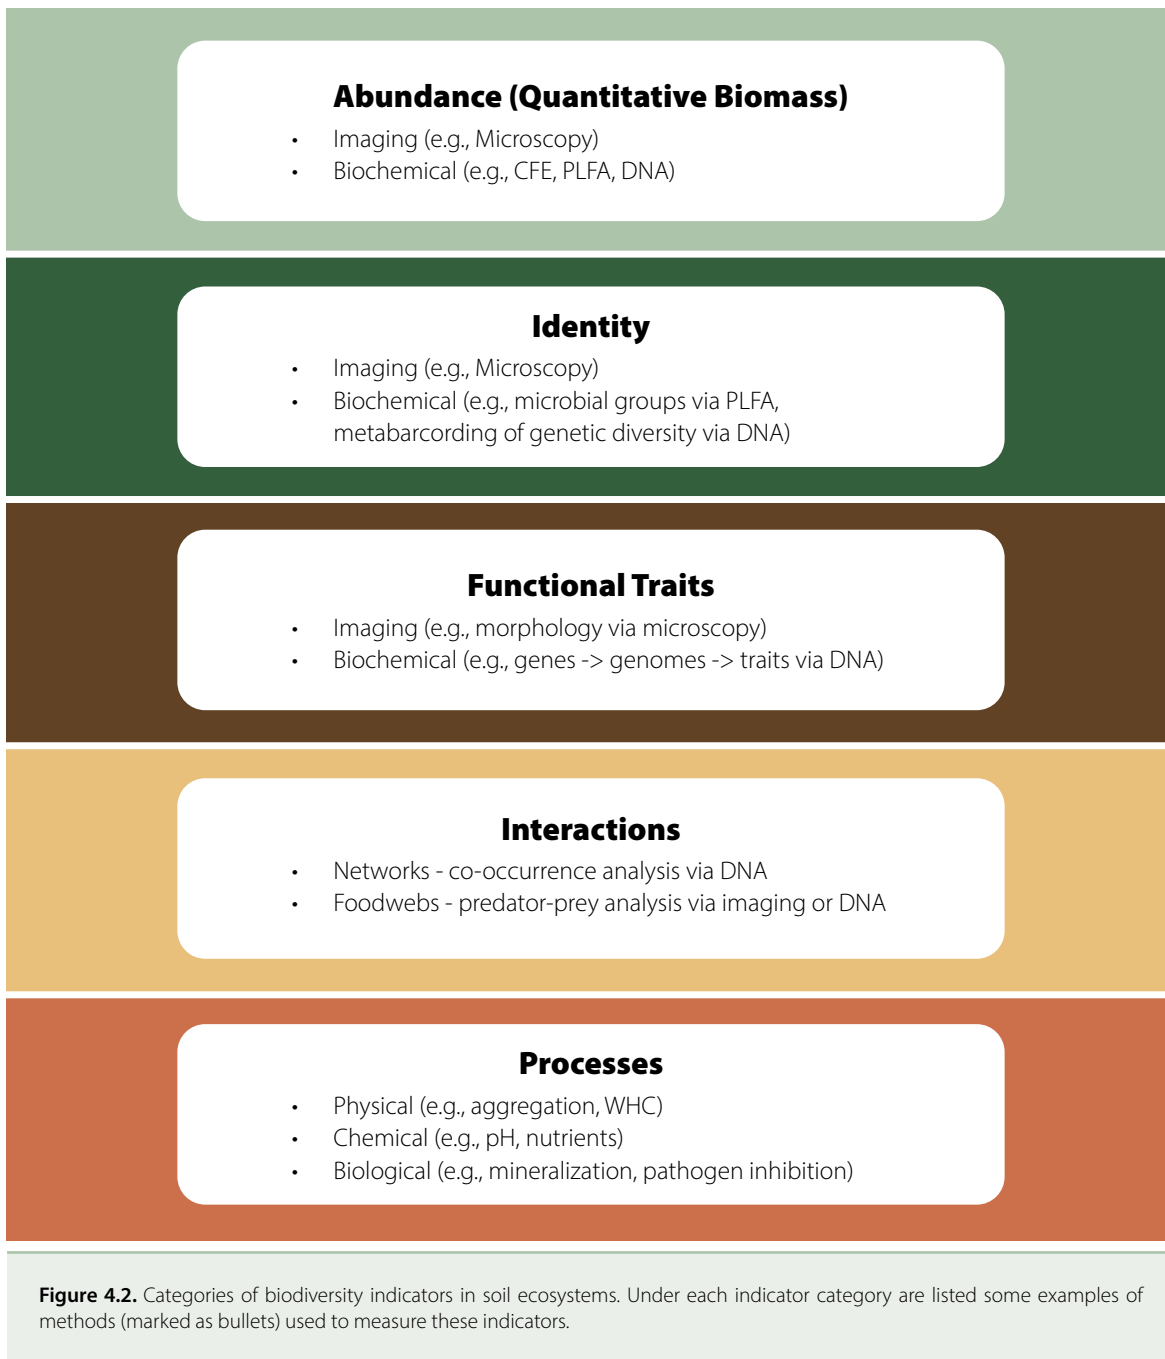 Abundance (Quantitative Biomass)
• Imaging (e.g., Microscopy)
• Biochemical (e.g., CFE, PLFA, DNA)
Identity
• Imaging (e.g., Microscopy)
• Biochemical (e.g., microbial groups via PLFA,
metabarcording of genetic diversity via DNA)
Functional Traits
• Imaging (e.g., morphology via microscopy)
• Biochemical (e.g., genes -> genomes -> traits via DNA)
Interactions
• Networks - co-occurrence analysis via DNA
• Foodwebs - predator-prey analysis via imaging or DNA
Processes
• Physical (e.g., aggregation, WHC)
• Chemical (e.g., pH, nutrients)
• Biological (e.g., mineralization, pathogen inhibition)
Figure 4.2. Categories of biodiversity indicators in soil ecosystems. Under each indicator category are listed some examples of
methods (marked as bullets) used to measure these indicators.